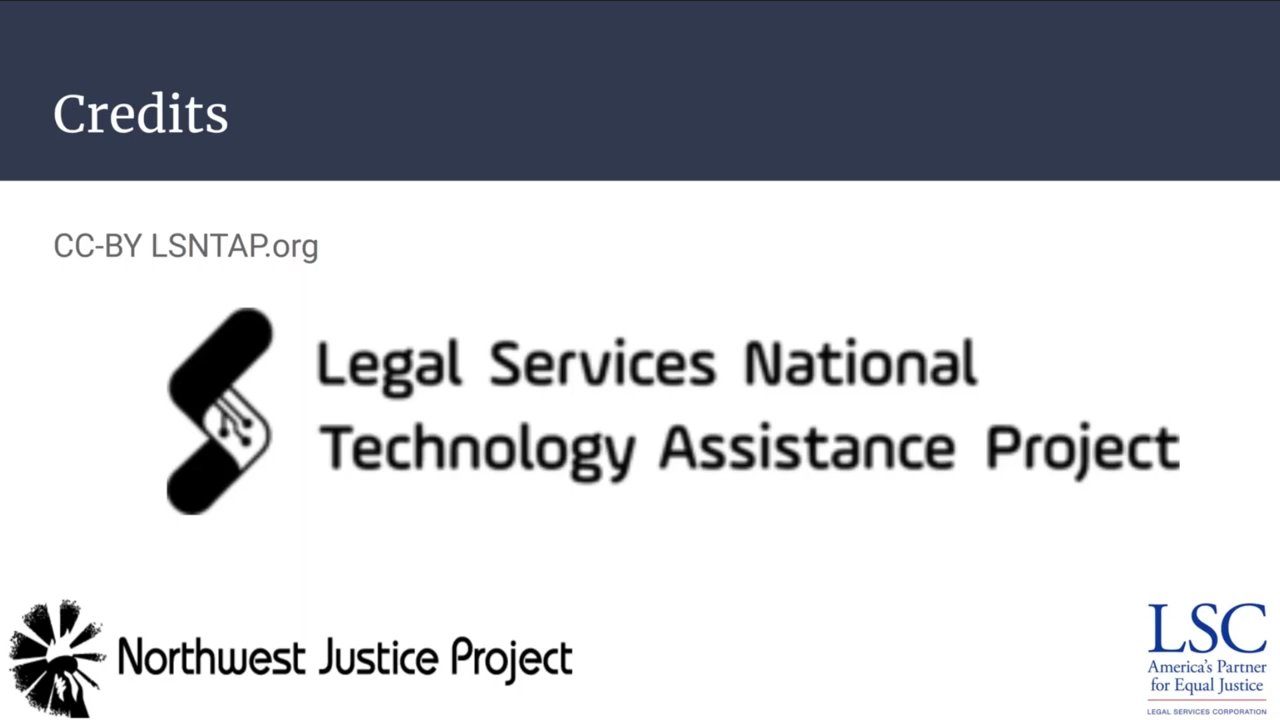 Credits
CC-BY LSNTAP.org
Legal Services National
Technology Assistance Project
Northwest Justice Project
LSC
America's Partner
for Equal Justice
LEGAL SERVICES CORPORATION